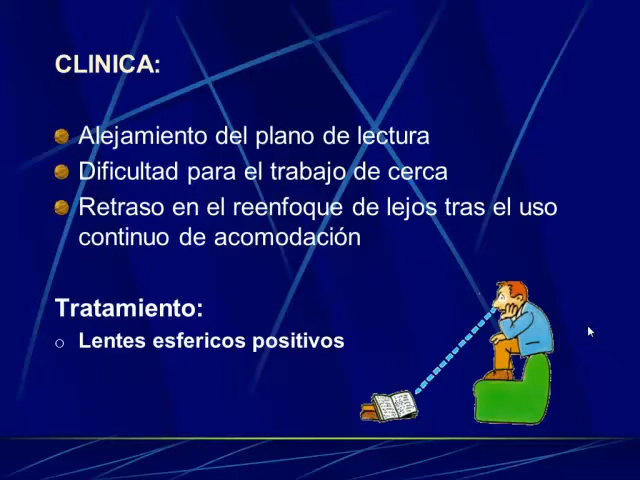 CLINICA:
Alejamiento del plano de lectura
Dificultad para el trabajo de cerca
Retraso en el reenfoque de lejos tras el uso
continuo de acomodación
Tratamiento:
Lentes esfericos positivos